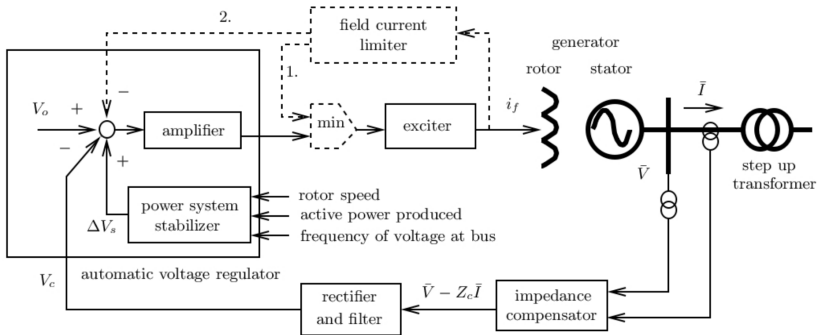 2.
field current
limiter
generator
rotor
stator
1.
V_o
+
−
i_f
Ī
amplifier
min
exciter
−
+
V̄
step up
transformer
power system
stabilizer
rotor speed
active power produced
frequency of voltage at bus
ΔV_s
V_c
automatic voltage regulator
rectifier
and filter
V̄ − Z_cĪ
impedance
compensator